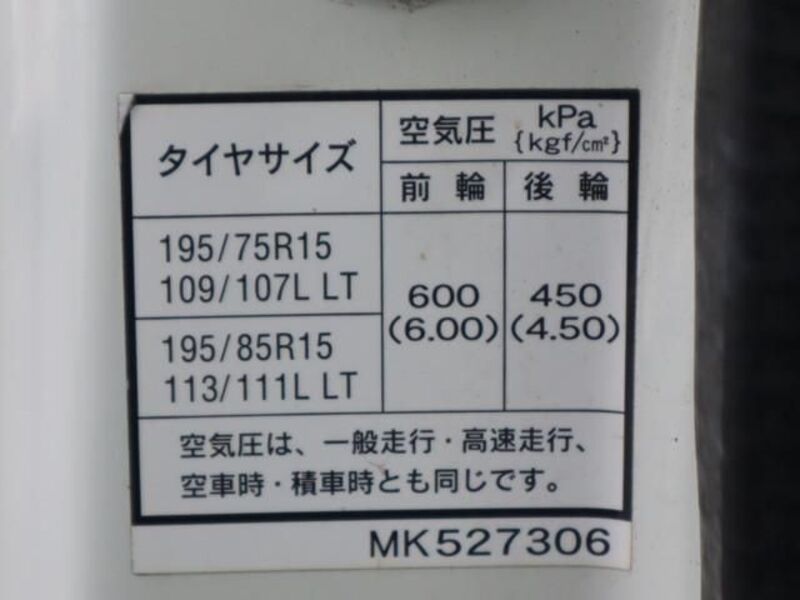 タイヤサイズ
空気圧 kPa
{kgf/cm²}
前輪 後輪
195/75R15
109/107L LT
600 450
(6.00) (4.50)
195/85R15
113/111L LT
空気圧は、一般走行・高速走行、
空車時・積車時とも同じです。
MK527306